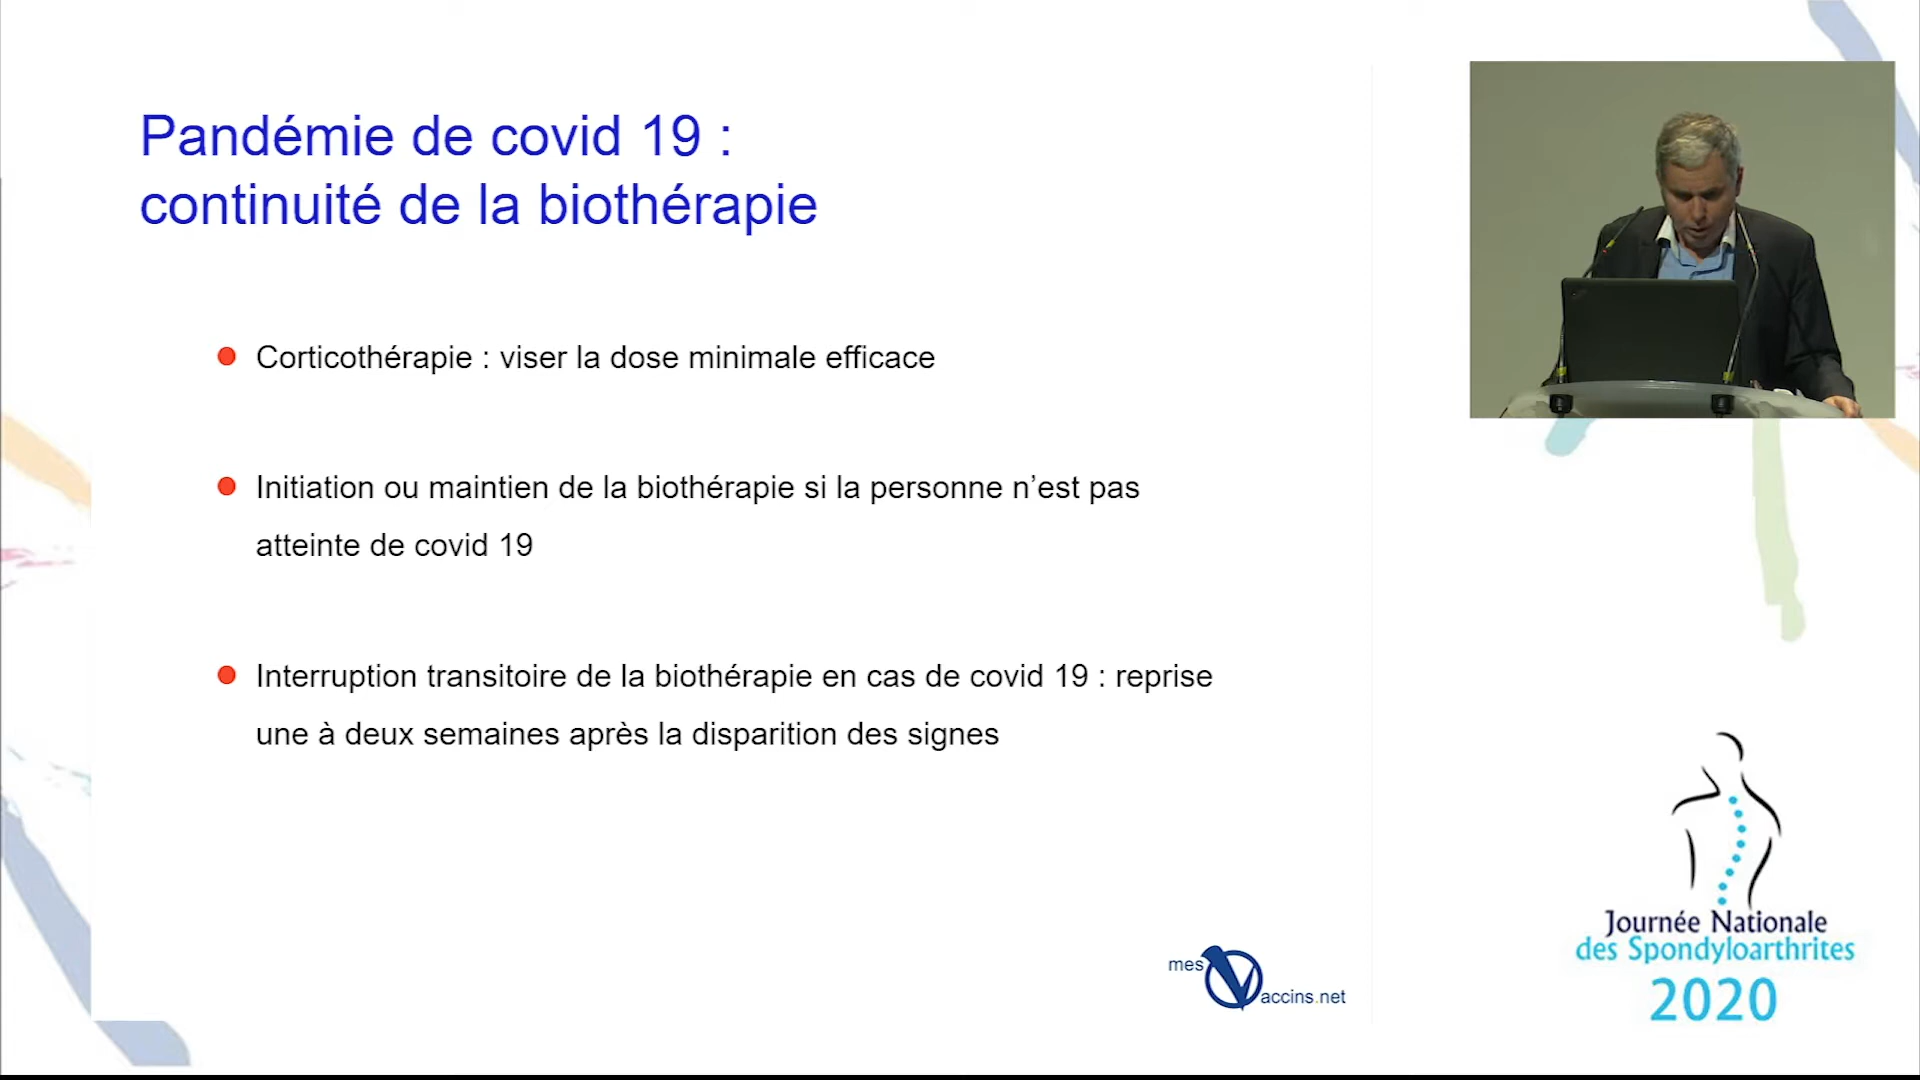 Pandémie de covid 19 :
continuité de la biothérapie
Corticothérapie : viser la dose minimale efficace
Initiation ou maintien de la biothérapie si la personne n’est pas
atteinte de covid 19
Interruption transitoire de la biothérapie en cas de covid 19 : reprise
une à deux semaines après la disparition des signes
mes Vaccins.net
Journée Nationale
des Spondyloarthrites
2020